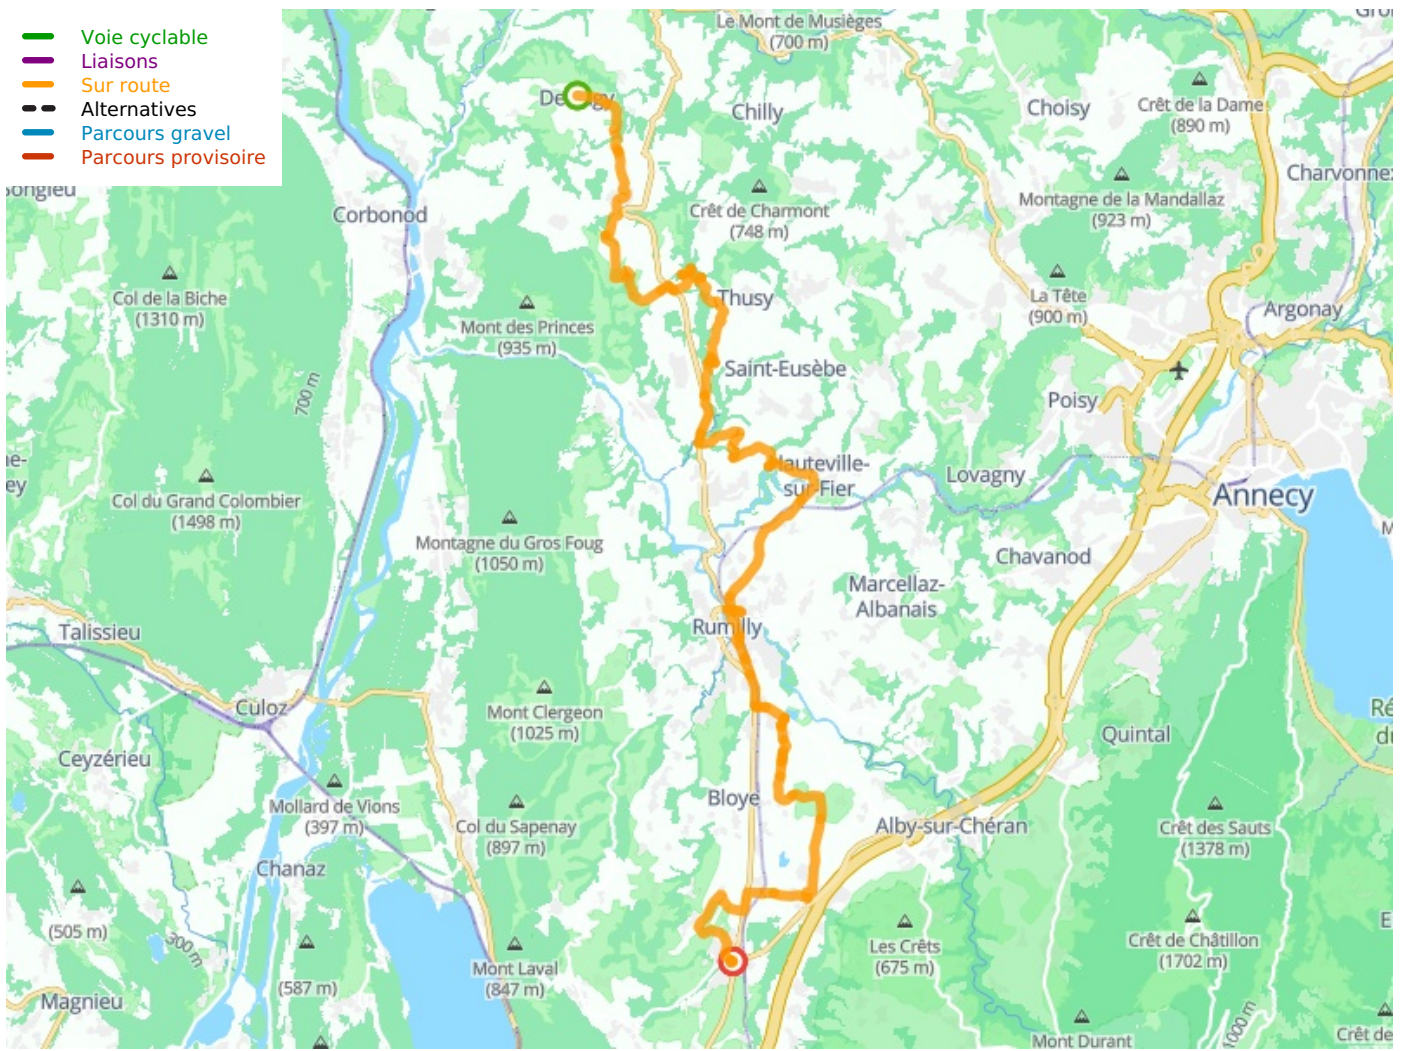 Voie cyclable
Liaisons
Sur route
Alternatives
Parcours gravel
Parcours provisoire
Le Mont de Musièges
(700 m)
Chilly
Choisy
Crêt de la Dame
(890 m)
Charvonnex
Corbonod
Crêt de Charmont
(748 m)
Montagne de la Mandallaz
(923 m)
Col de la Biche
(1310 m)
Mont des Princes
(935 m)
Thusy
La Tête
(900 m)
Argonay
Saint-Eusèbe
700 m
Poisy
Hauteville-
sur-Fier
Lovagny
Annecy
Col du Grand Colombier
(1498 m)
Montagne du Gros Foug
(1050 m)
Chavanod
Marcellaz-
Albanais
Talissieu
Rumilly
Culoz
Mont Clergeon
(1025 m)
Quintal
Ceyzérieu
Mollard de Vions
(397 m)
Bloye
Col du Sapenay
(897 m)
Alby-sur-Chéran
Crêt des Sauts
(1378 m)
Chanaz
(505 m)
300 m
Les Crêts
(675 m)
Crêt de Châtillon
(1702 m)
Mont Laval
(847 m)
(587 m)
Magnieu
1000 m
Mont Durant
Crêt de